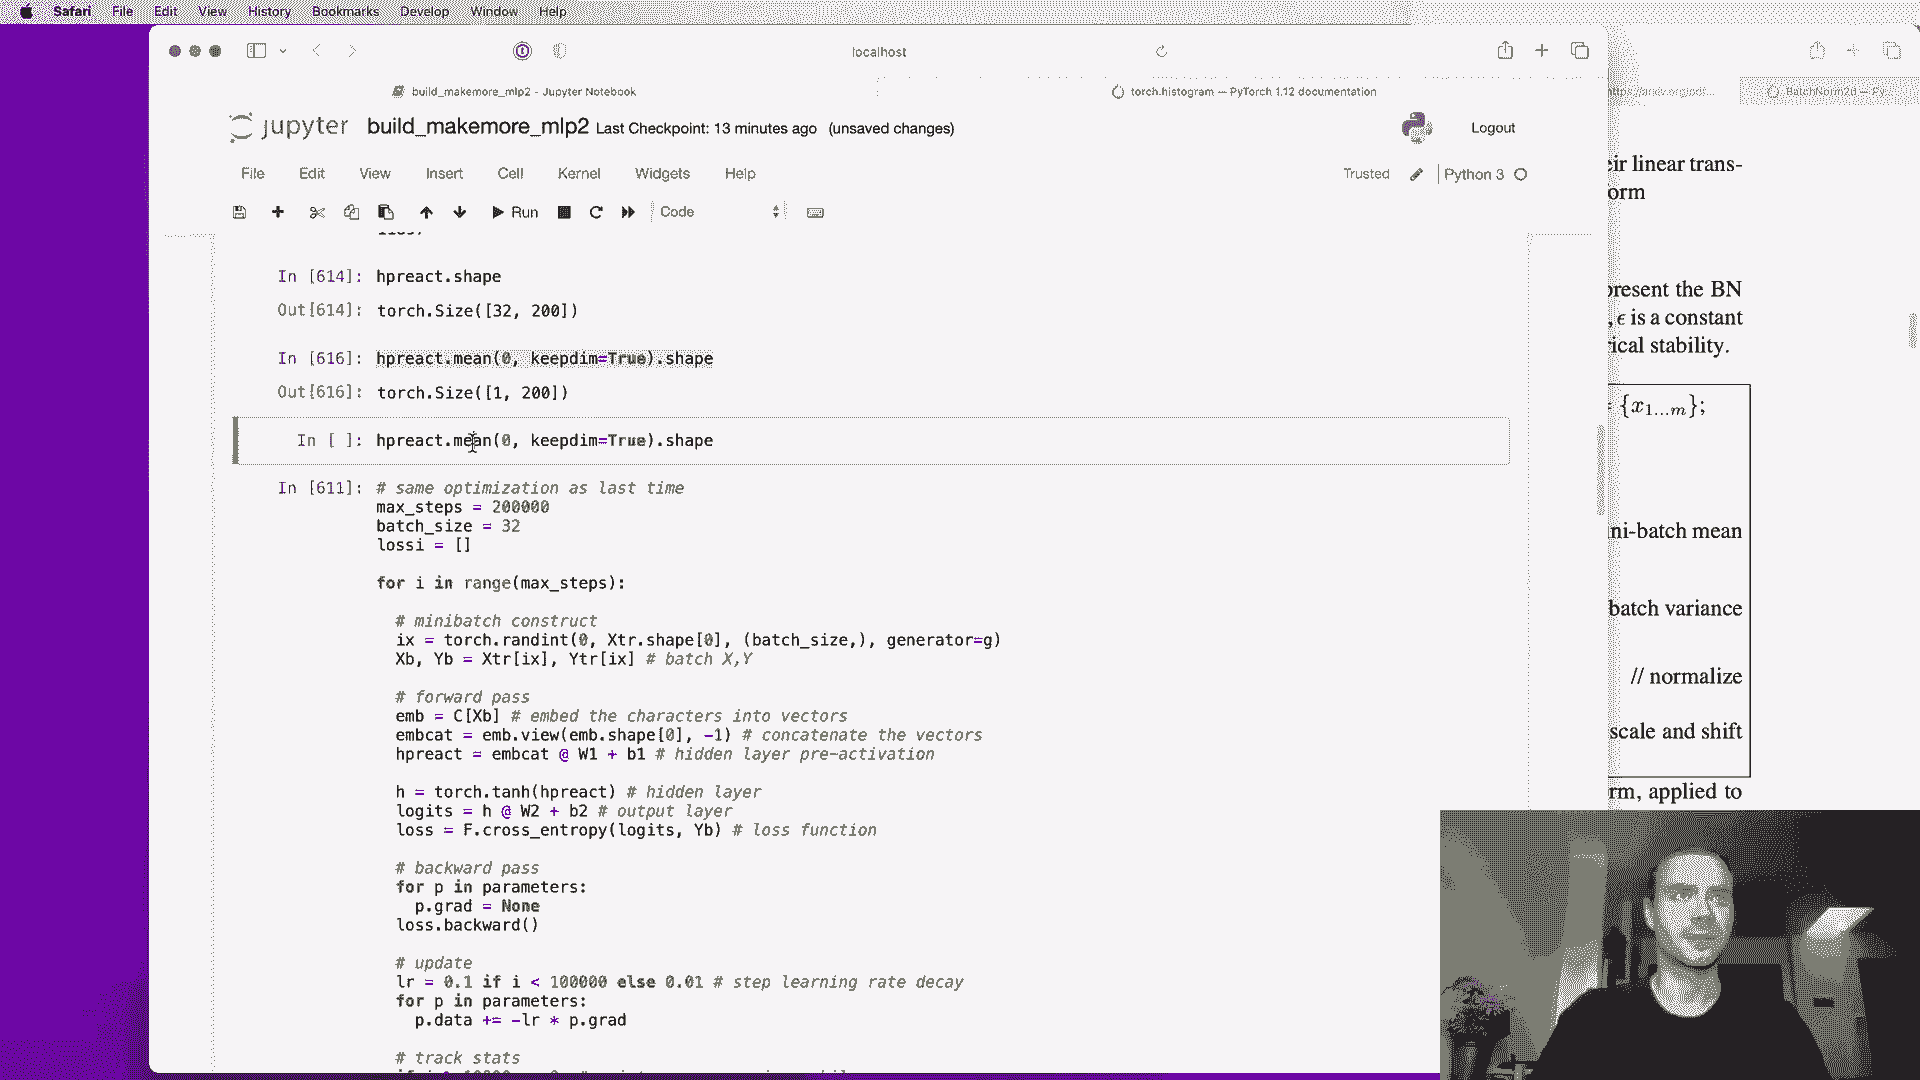 Safari File Edit View History Bookmarks Develop Window Help
localhost
build_makemore_mlp2 - Jupyter Notebook
torch.histogram — PyTorch 1.12 documentation
BatchNorm2d — Py...
jupyter build_makemore_mlp2 Last Checkpoint: 13 minutes ago (unsaved changes)
Logout
File Edit View Insert Cell Kernel Widgets Help
Trusted Python 3
Run Code
In [614]: hpreact.shape
Out[614]: torch.Size([32, 200])
In [616]: hpreact.mean(0, keepdim=True).shape
Out[616]: torch.Size([1, 200])
In [ ]: hpreact.mean(0, keepdim=True).shape
In [611]: # same optimization as last time
max_steps = 200000
batch_size = 32
lossi = []
for i in range(max_steps):
# minibatch construct
ix = torch.randint(0, Xtr.shape[0], (batch_size,), generator=g)
Xb, Yb = Xtr[ix], Ytr[ix] # batch X,Y
# forward pass
emb = C[Xb] # embed the characters into vectors
embcat = emb.view(emb.shape[0], -1) # concatenate the vectors
hpreact = embcat @ W1 + b1 # hidden layer pre-activation
h = torch.tanh(hpreact) # hidden layer
logits = h @ W2 + b2 # output layer
loss = F.cross_entropy(logits, Yb) # loss function
# backward pass
for p in parameters:
p.grad = None
loss.backward()
# update
lr = 0.1 if i < 100000 else 0.01 # step learning rate decay
for p in parameters:
p.data += -lr * p.grad
# track stats
eir linear trans-
orm
present the BN
, ϵ is a constant
rical stability.
= {x1...m};
ni-batch mean
batch variance
// normalize
scale and shift
rm, applied to